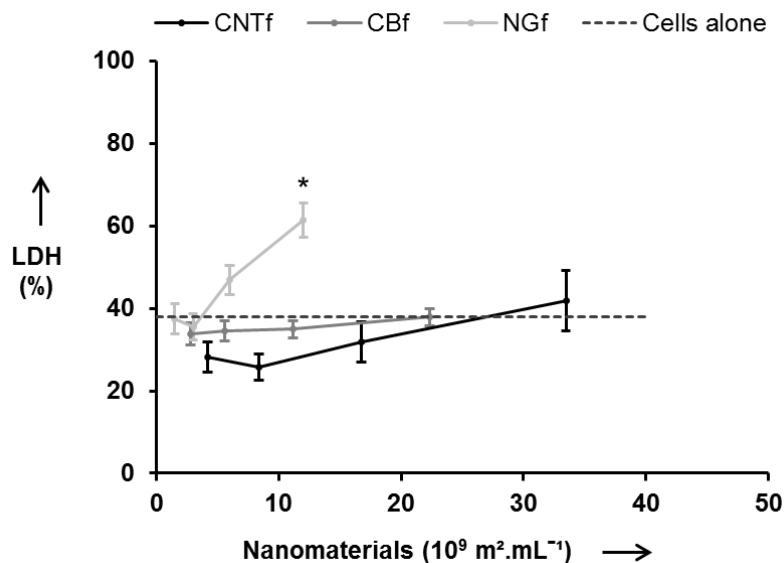 CNTf CBf NGf Cells alone
100
80
*
60
LDH
(%)
40
20
0
0 10 20 30 40 50
Nanomaterials (10⁹ m².mL⁻¹)